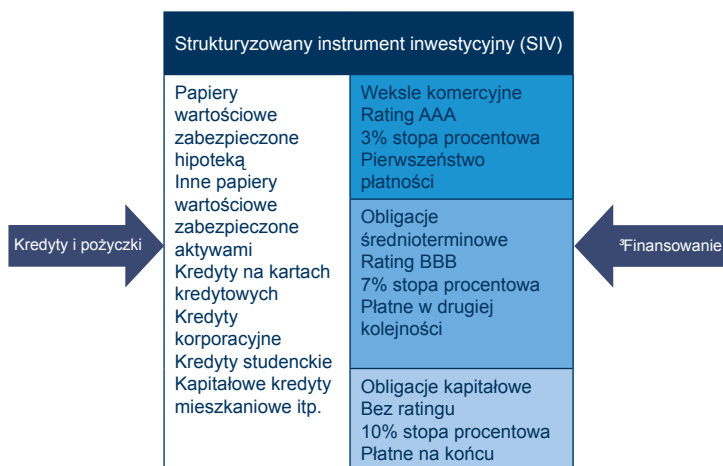 Strukturyzowany instrument inwestycyjny (SIV)
Kredyty i pożyczki
Papiery
wartościowe
zabezpieczone
hipoteką
Inne papiery
wartościowe
zabezpieczone
aktywami
Kredyty na kartach
kredytowych
Kredyty
korporacyjne
Kredyty studenckie
Kapitałowe kredyty
mieszkaniowe itp.
Weksle komercyjne
Rating AAA
3% stopa procentowa
Pierwszeństwo
płatności
Obligacje
średnioterminowe
Rating BBB
7% stopa procentowa
Płatne w drugiej
kolejności
Obligacje kapitałowe
Bez ratingu
10% stopa procentowa
Płatne na końcu
³Finansowanie